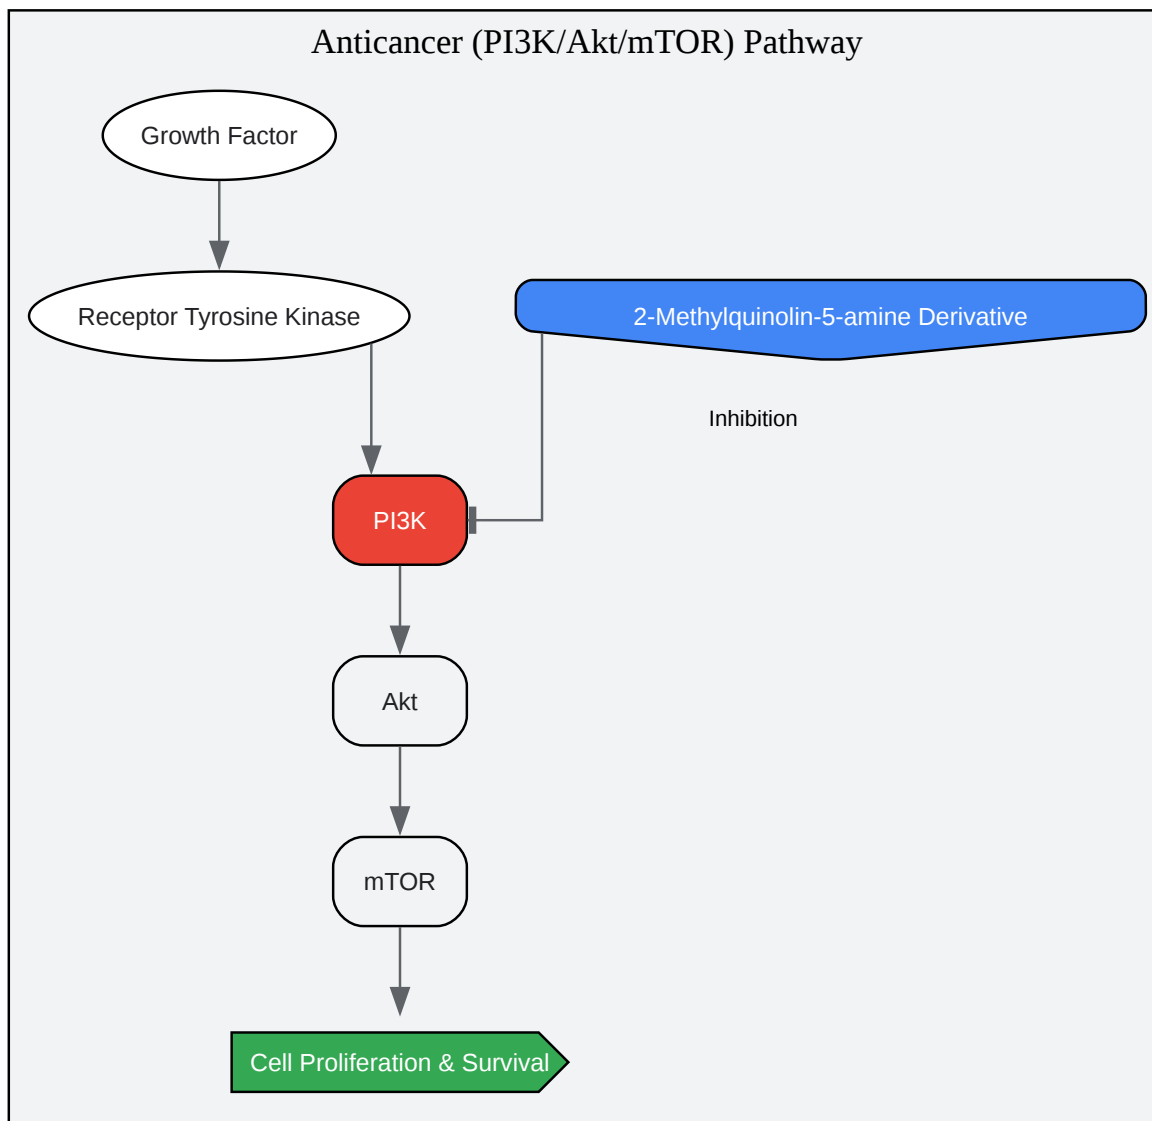 Anticancer (PI3K/Akt/mTOR) Pathway
Growth Factor
Receptor Tyrosine Kinase
2-Methylquinolin-5-amine Derivative
Inhibition
PI3K
Akt
mTOR
Cell Proliferation & Survival